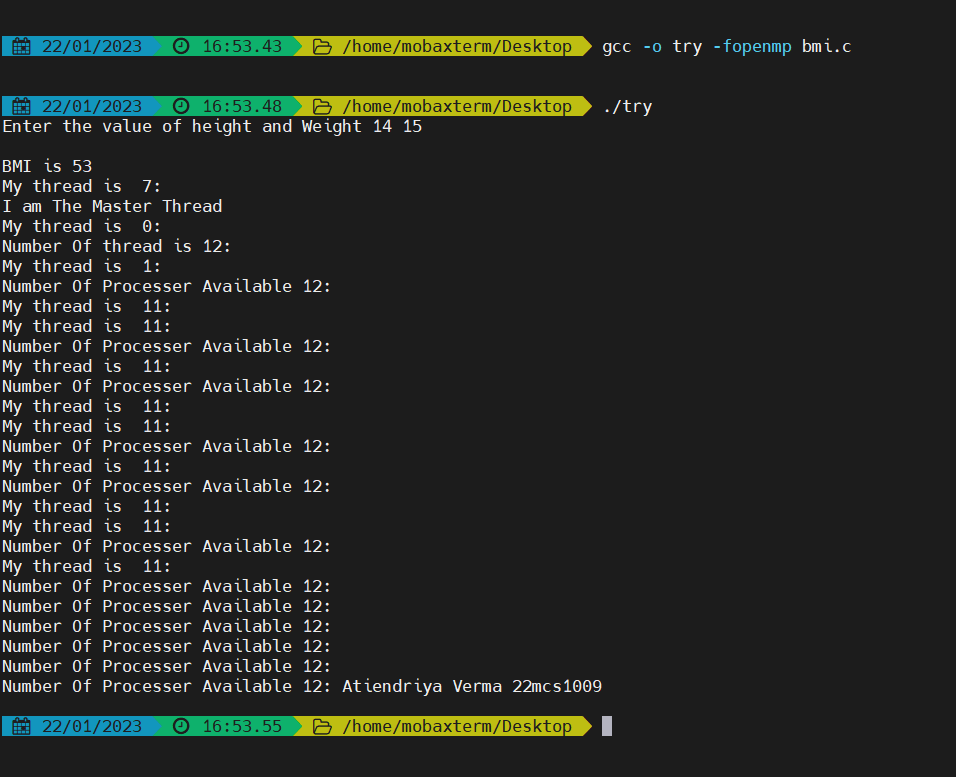 22/01/2023 16:53.43 /home/mobaxterm/Desktop gcc -o try -fopenmp bmi.c
22/01/2023 16:53.48 /home/mobaxterm/Desktop ./try
Enter the value of height and Weight 14 15
BMI is 53
My thread is  7:
I am The Master Thread
My thread is  0:
Number Of thread is 12:
My thread is  1:
Number Of Processer Available 12:
My thread is  11:
My thread is  11:
Number Of Processer Available 12:
My thread is  11:
Number Of Processer Available 12:
My thread is  11:
My thread is  11:
Number Of Processer Available 12:
My thread is  11:
Number Of Processer Available 12:
My thread is  11:
My thread is  11:
Number Of Processer Available 12:
My thread is  11:
Number Of Processer Available 12:
Number Of Processer Available 12:
Number Of Processer Available 12:
Number Of Processer Available 12:
Number Of Processer Available 12:
Number Of Processer Available 12: Atiendriya Verma 22mcs1009
22/01/2023 16:53.55 /home/mobaxterm/Desktop